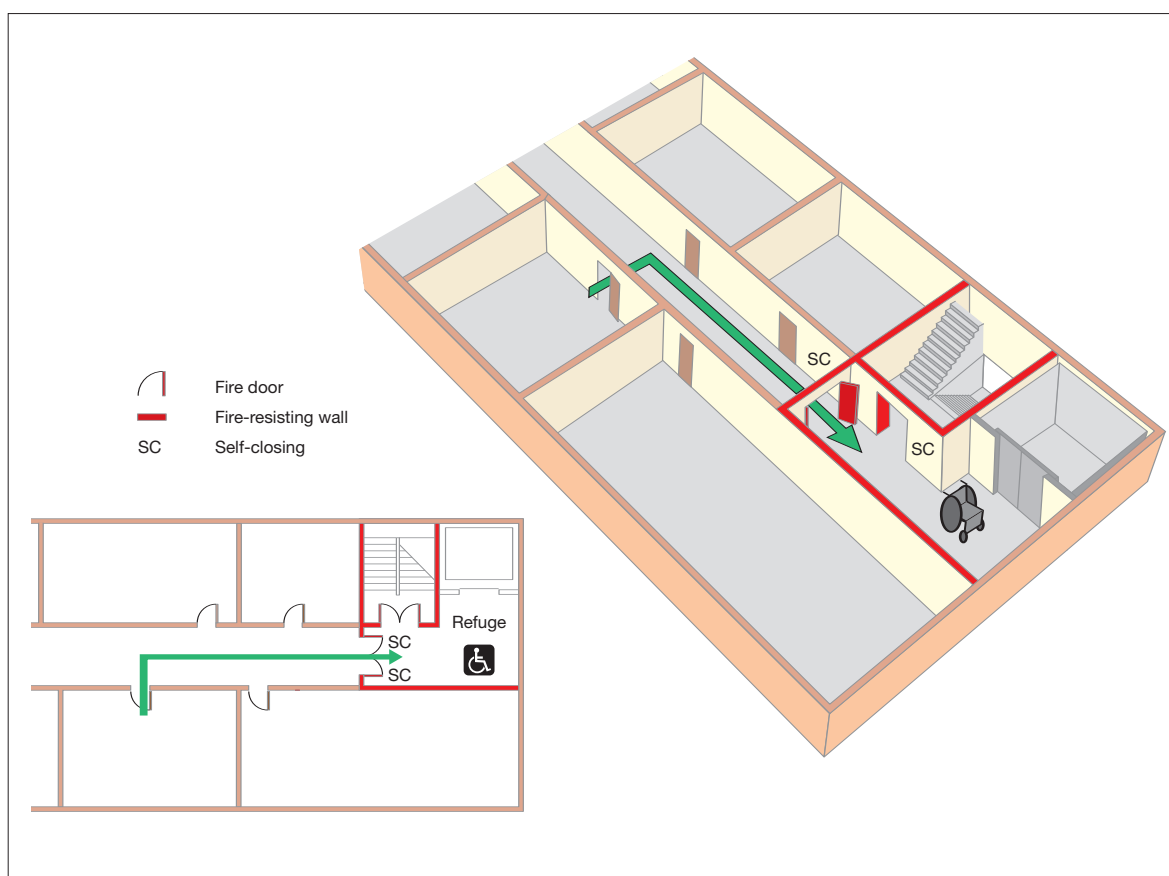 SC
SC
Fire door
Fire-resisting wall
SC Self-closing
Refuge
SC
SC